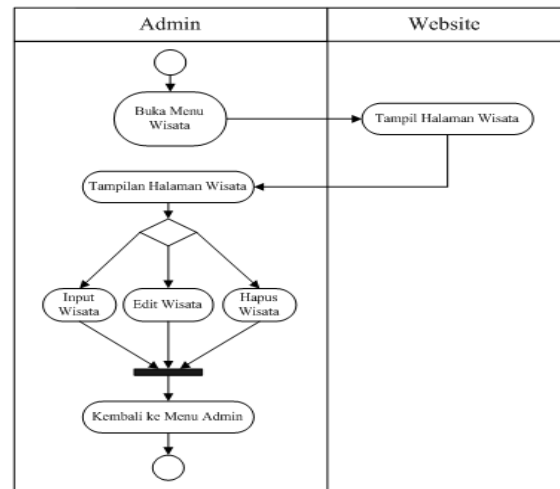 Admin
Website
Buka Menu
Wisata
Tampil Halaman Wisata
Tampilan Halaman Wisata
Input
Wisata
Edit Wisata
Hapus
Wisata
Kembali ke Menu Admin